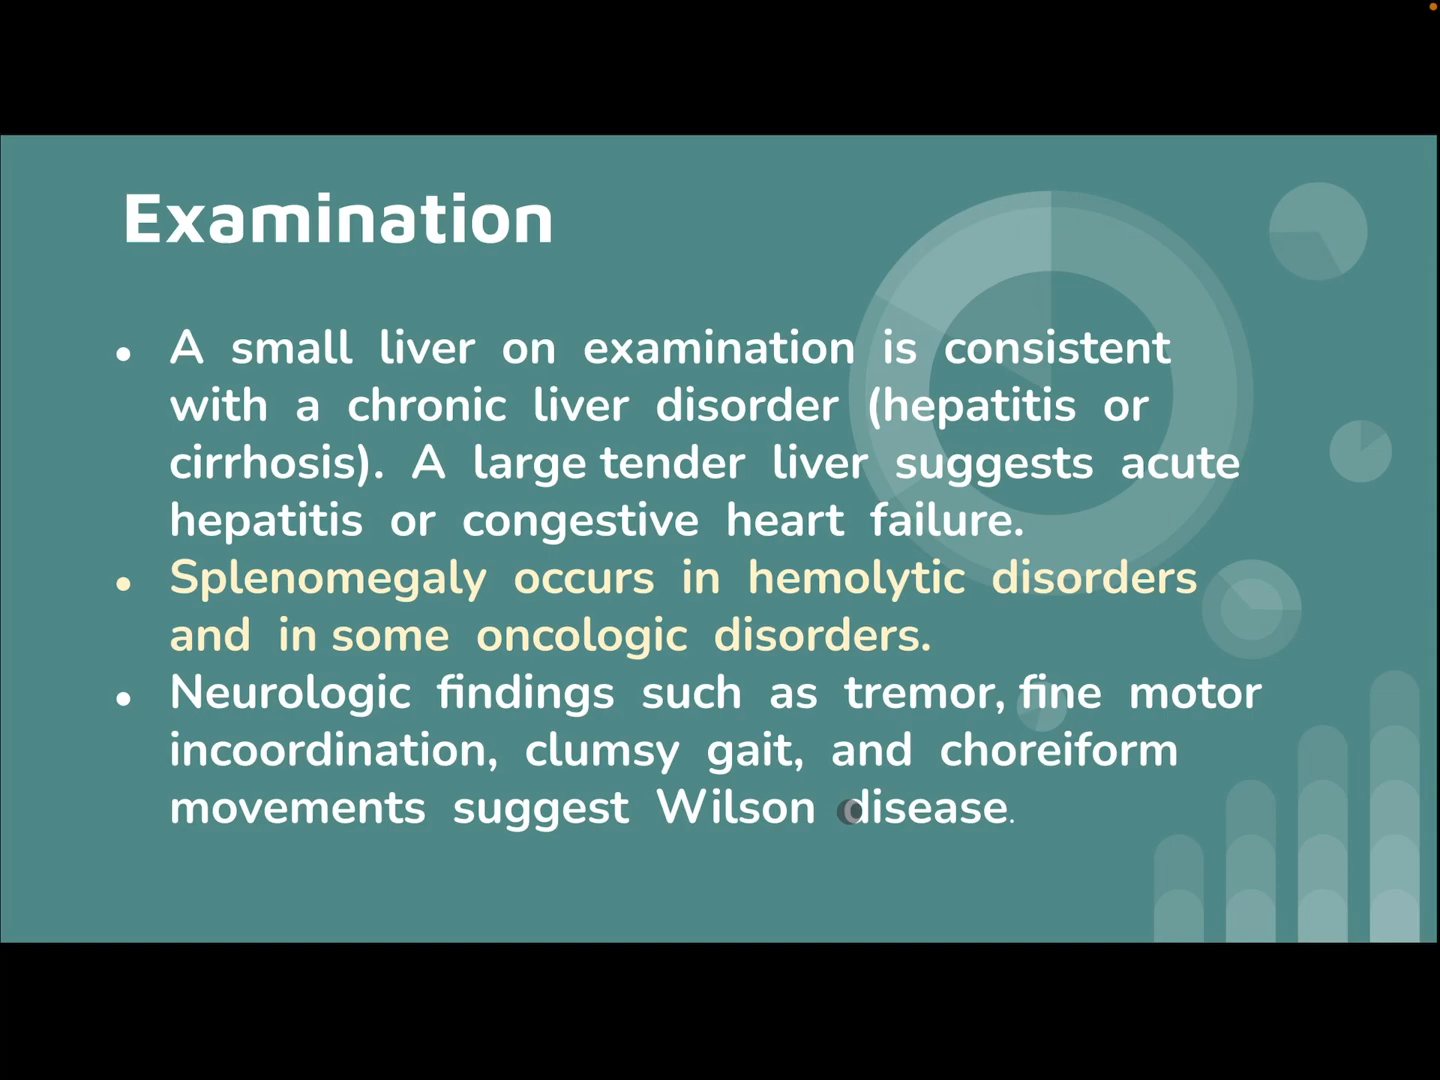 Examination
• A small liver on examination is consistent
with a chronic liver disorder (hepatitis or
cirrhosis). A large tender liver suggests acute
hepatitis or congestive heart failure.
• Splenomegaly occurs in hemolytic disorders
and in some oncologic disorders.
• Neurologic findings such as tremor, fine motor
incoordination, clumsy gait, and choreiform
movements suggest Wilson disease.